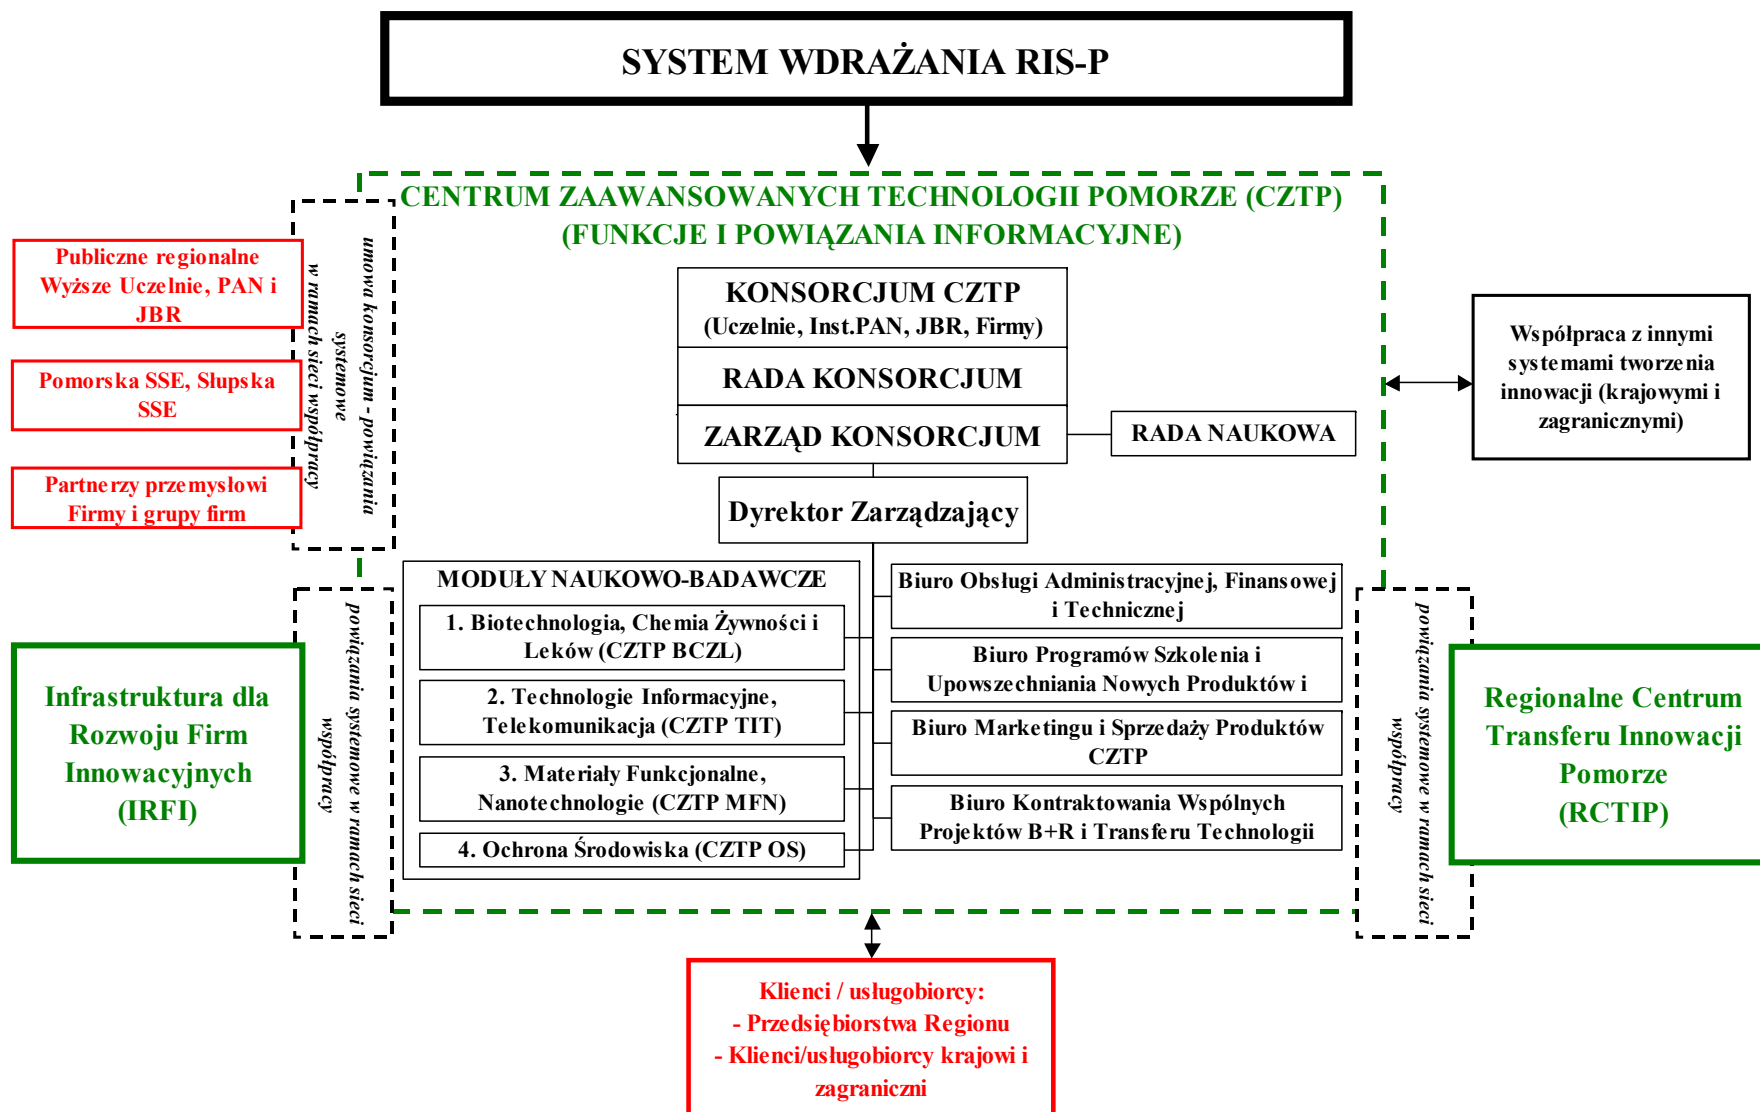 SYSTEM WDRAŻANIA RIS-P
CENTRUM ZAAWANSOWANYCH TECHNOLOGII POMORZE (CZTP)
(FUNKCJE I POWIĄZANIA INFORMACYJNE)
Publiczne regionalne
Wyższe Uczelnie, PAN i
JBR
Pomorska SSE, Słupska
SSE
Partnerzy przemysłowi
Firmy i grupy firm
umowa konsorcjum - powiązania
systemowe
w ramach sieci współpracy
KONSORCJUM CZTP
(Uczelnie, Inst.PAN, JBR, Firmy)
RADA KONSORCJUM
ZARZĄD KONSORCJUM
RADA NAUKOWA
Dyrektor Zarządzający
Współpraca z innymi
systemami tworzenia
innowacji (krajowymi i
zagranicznymi)
MODUŁY NAUKOWO-BADAWCZE
1. Biotechnologia, Chemia Żywności i
Leków (CZTP BCZL)
2. Technologie Informacyjne,
Telekomunikacja (CZTP TIT)
3. Materiały Funkcjonalne,
Nanotechnologie (CZTP MFN)
4. Ochrona Środowiska (CZTP OS)
Biuro Obsługi Administracyjnej, Finansowej
i Technicznej
Biuro Programów Szkolenia i
Upowszechniania Nowych Produktów i
Biuro Marketingu i Sprzedaży Produktów
CZTP
Biuro Kontraktowania Wspólnych
Projektów B+R i Transferu Technologii
Infrastruktura dla
Rozwoju Firm
Innowacyjnych
(IRFI)
powiązania systemowe w ramach sieci
współpracy
powiązania systemowe w ramach sieci
współpracy
Regionalne Centrum
Transferu Innowacji
Pomorze
(RCTIP)
Klienci / usługobiorcy:
- Przedsiębiorstwa Regionu
- Klienci/usługobiorcy krajowi i
zagraniczni